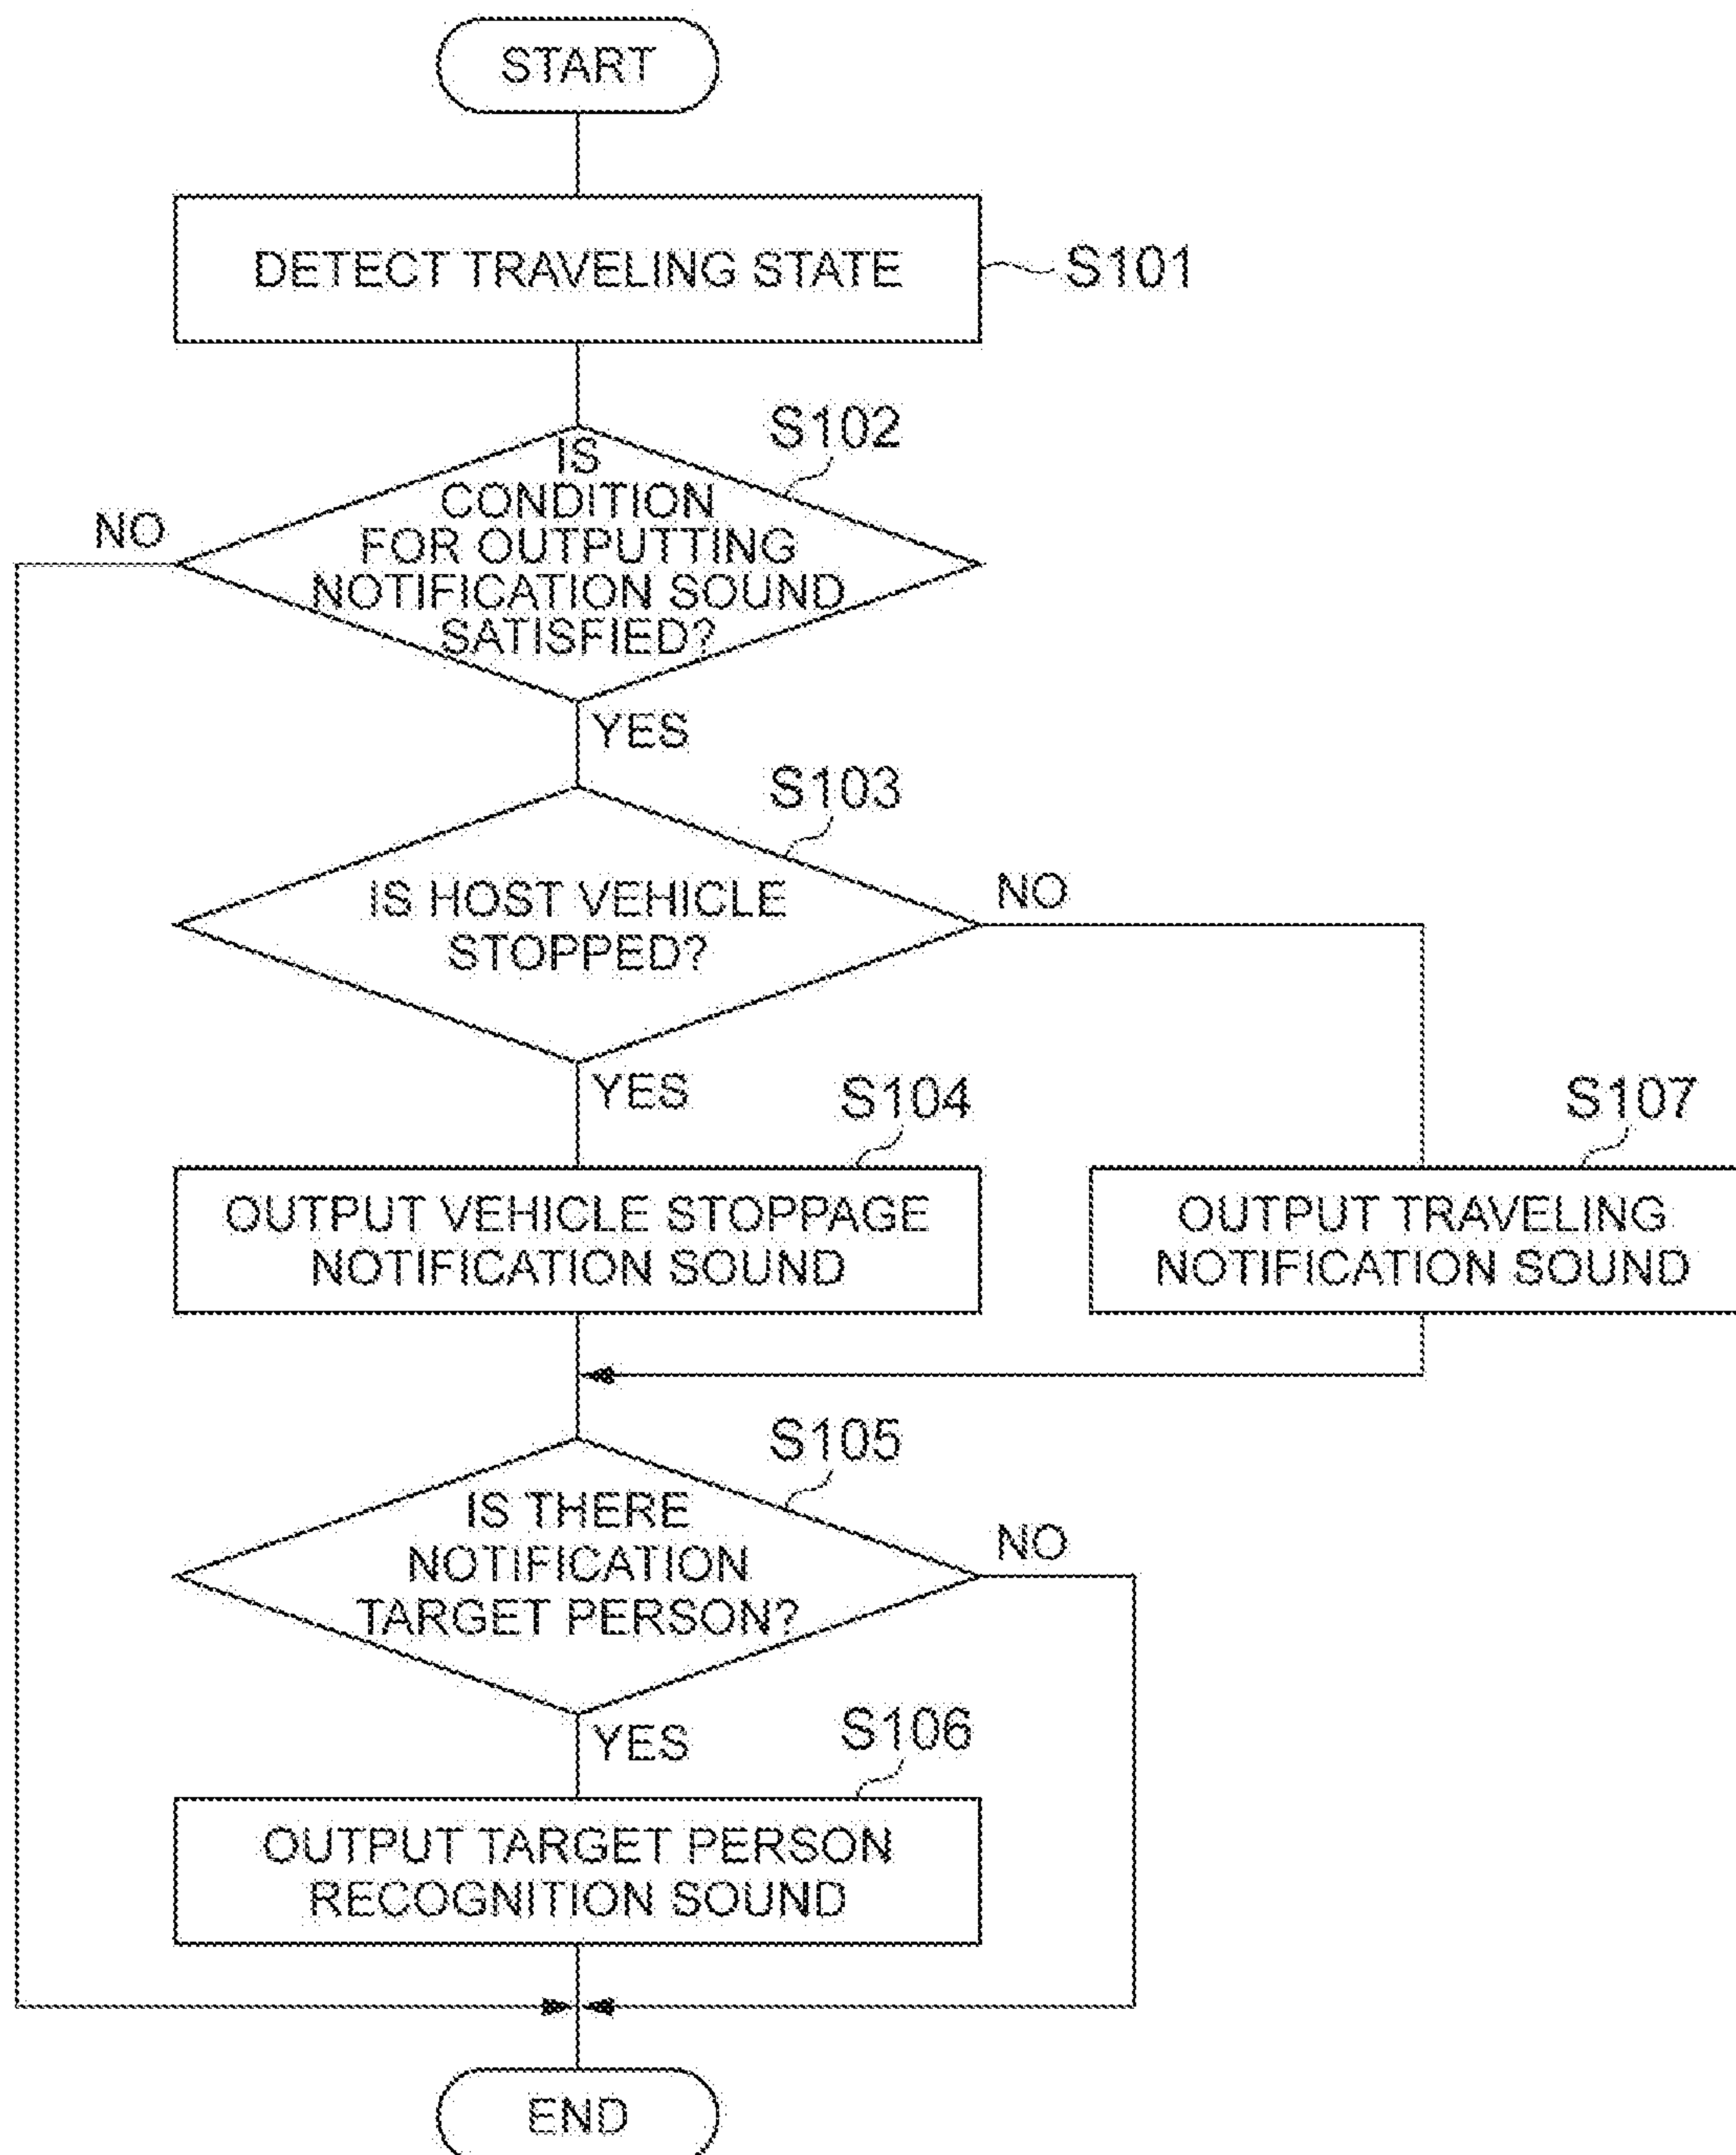 START
DETECT TRAVELING STATE
S101
S102
IS
CONDITION
FOR OUTPUTTING
NOTIFICATION SOUND
SATISFIED?
NO
YES
S103
IS HOST VEHICLE
STOPPED?
NO
YES
S104
OUTPUT VEHICLE STOPPAGE
NOTIFICATION SOUND
S107
OUTPUT TRAVELING
NOTIFICATION SOUND
S105
IS THERE
NOTIFICATION
TARGET PERSON?
NO
YES
S106
OUTPUT TARGET PERSON
RECOGNITION SOUND
END